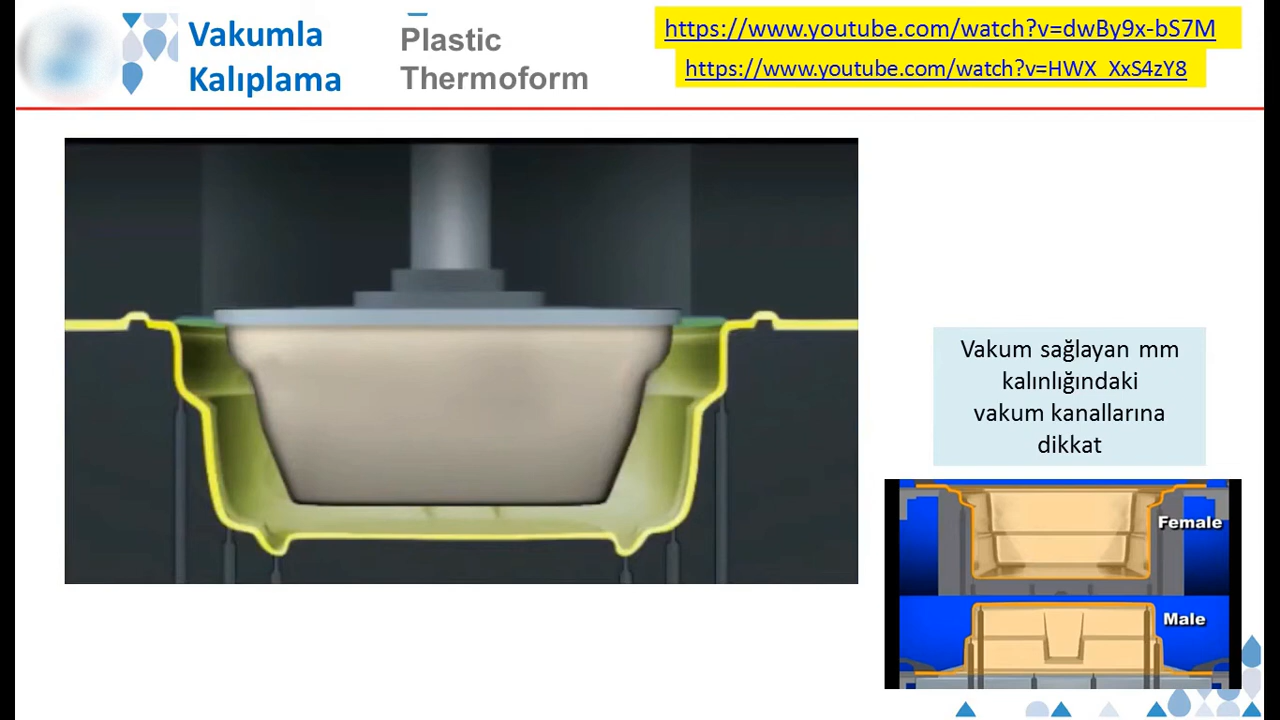 Vakumla
Kalıplama
Plastic
Thermoform
https://www.youtube.com/watch?v=dwBy9x-bS7M
https://www.youtube.com/watch?v=HWX_XxS4zY8
Vakum sağlayan mm
kalınlığındaki
vakum kanallarına
dikkat
Female
Male